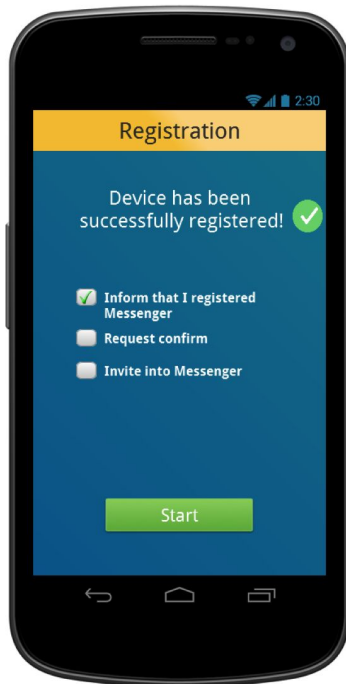 2:30
Registration
Device has been
successfully registered!
Inform that I registered
Messenger
Request confirm
Invite into Messenger
Start